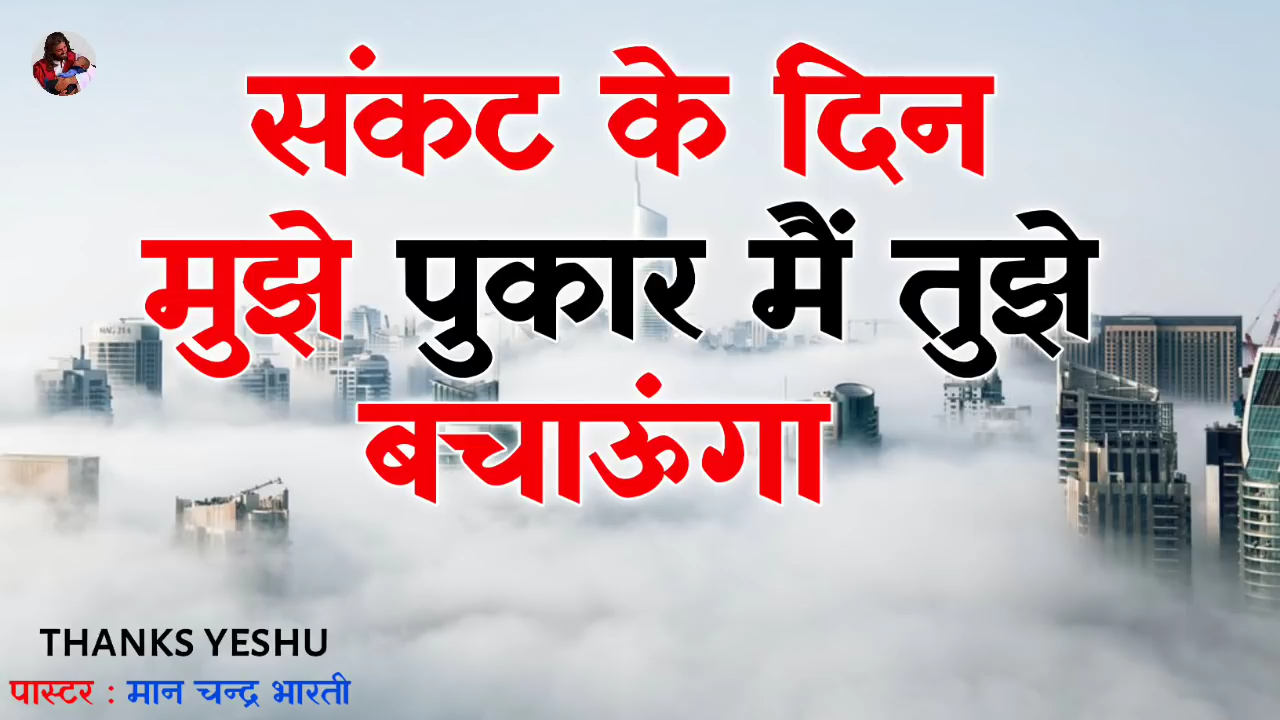 संकट के दिन
मुझे पुकार मैं तुझे
बचाऊंगा
THANKS YESHU
पास्टर : मान चन्द्र भारती